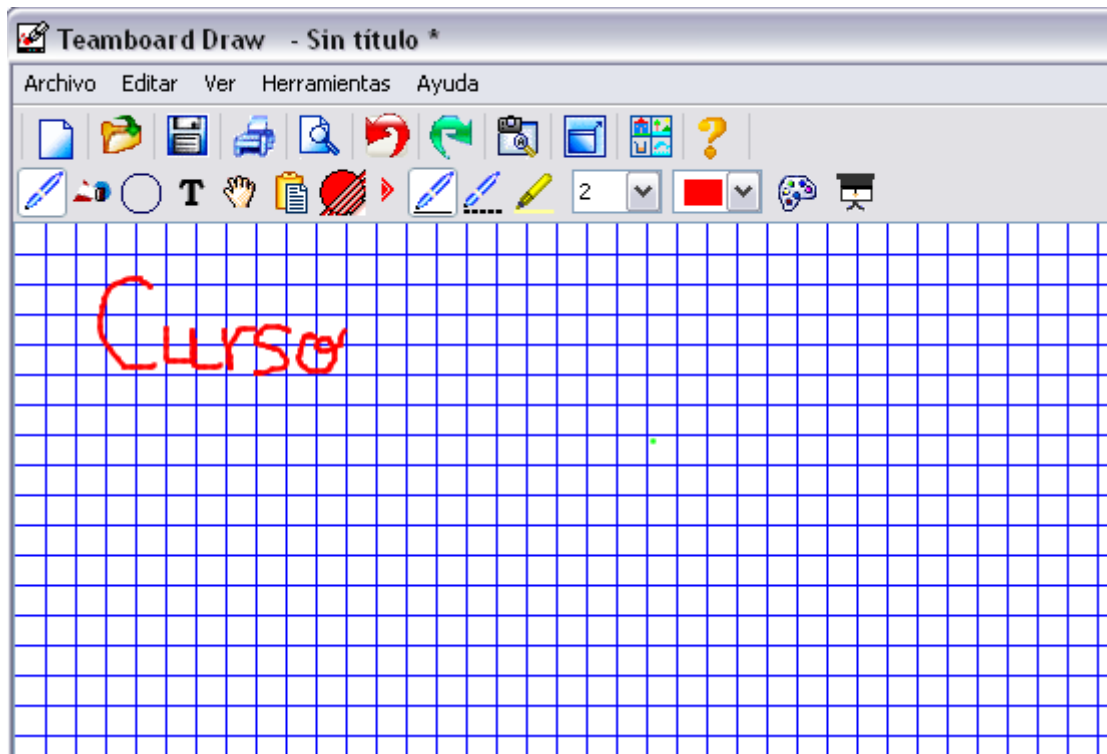 Teamboard Draw - Sin título *
Archivo Editar Ver Herramientas Ayuda
T
2
Curso